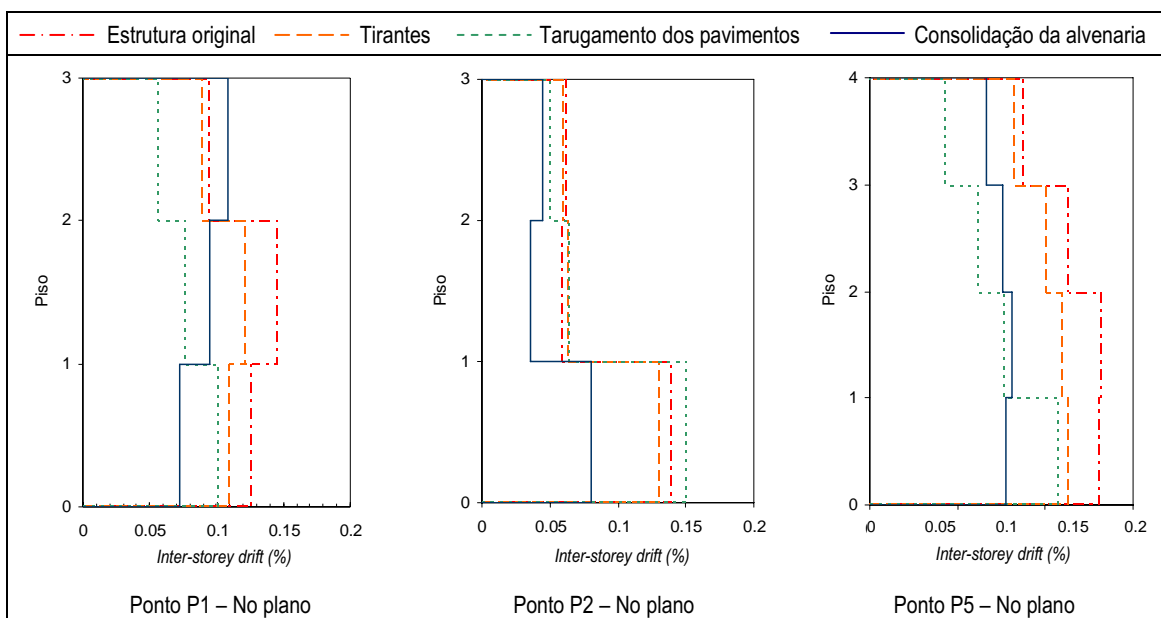 Estrutura original Tirantes Tarugamento dos pavimentos Consolidação da alvenaria
3
2
1
0
Piso
0 0.05 0.1 0.15 0.2
Inter-storey drift (%)
Ponto P1 – No plano
3
2
1
0
Piso
0 0.05 0.1 0.15 0.2
Inter-storey drift (%)
Ponto P2 – No plano
4
3
2
1
0
Piso
0 0.05 0.1 0.15 0.2
Inter-storey drift (%)
Ponto P5 – No plano